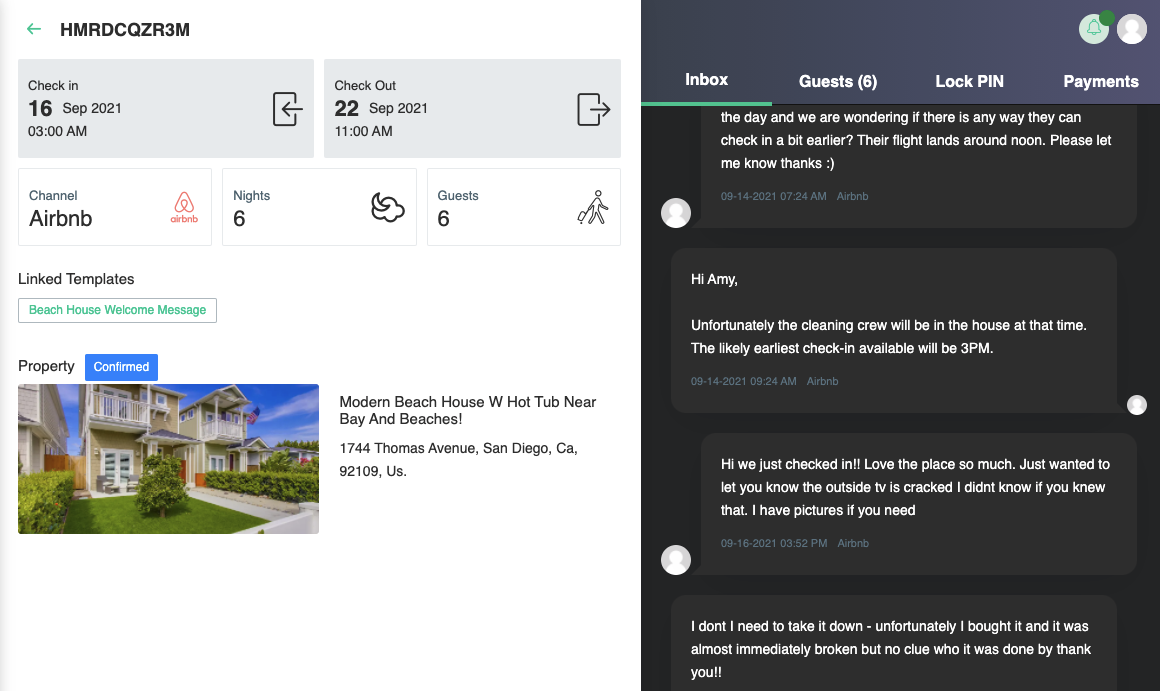 HMRDCQZR3M
Check in
16 Sep 2021
03:00 AM
Check Out
22 Sep 2021
11:00 AM
Channel
Airbnb
airbnb
Nights
6
Guests
6
Linked Templates
Beach House Welcome Message
Property Confirmed
Modern Beach House W Hot Tub Near
Bay And Beaches!
1744 Thomas Avenue, San Diego, Ca,
92109, Us.
Inbox Guests (6) Lock PIN Payments
the day and we are wondering if there is any way they can
check in a bit earlier? Their flight lands around noon. Please let
me know thanks :)
09-14-2021 07:24 AM Airbnb
Hi Amy,
Unfortunately the cleaning crew will be in the house at that time.
The likely earliest check-in available will be 3PM.
09-14-2021 09:24 AM Airbnb
Hi we just checked in!! Love the place so much. Just wanted to
let you know the outside tv is cracked I didnt know if you knew
that. I have pictures if you need
09-16-2021 03:52 PM Airbnb
I dont I need to take it down - unfortunately I bought it and it was
almost immediately broken but no clue who it was done by thank
you!!